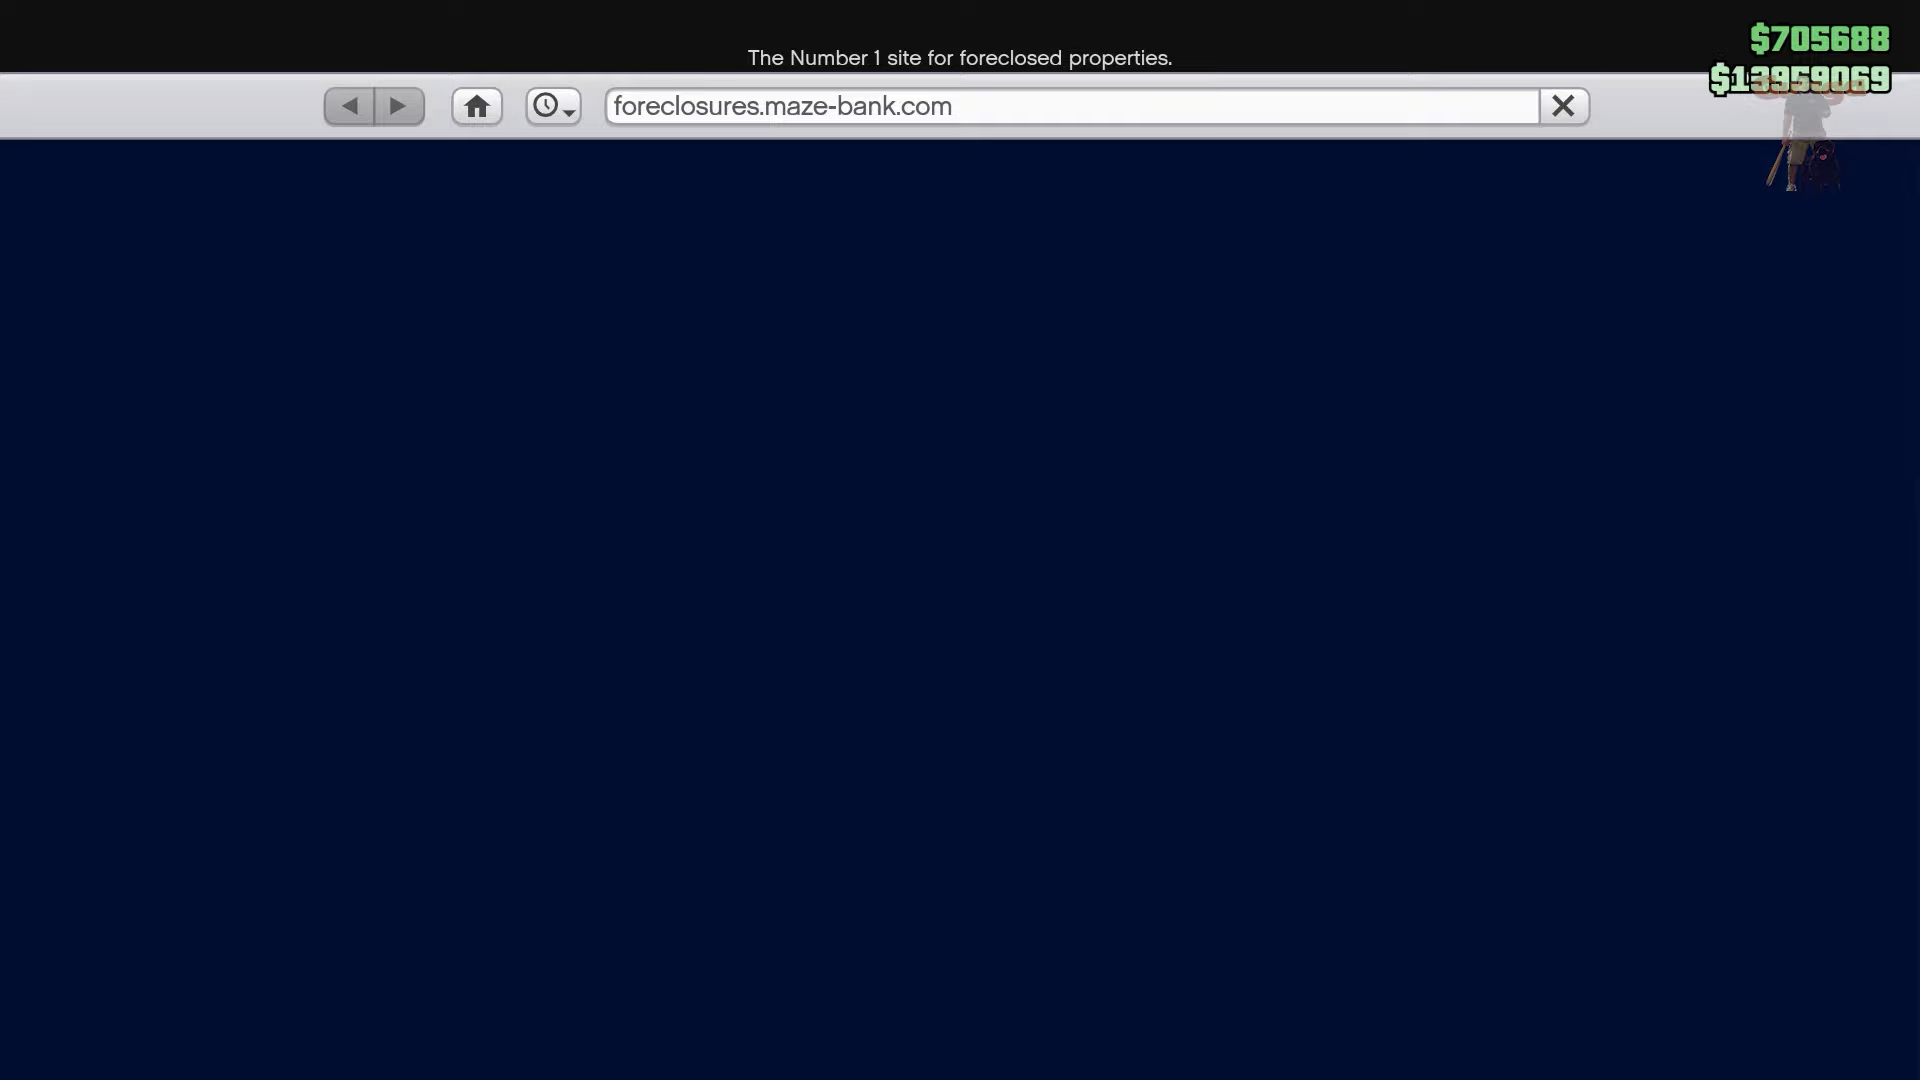 $705688
The Number 1 site for foreclosed properties.
$13959069
foreclosures.maze-bank.com